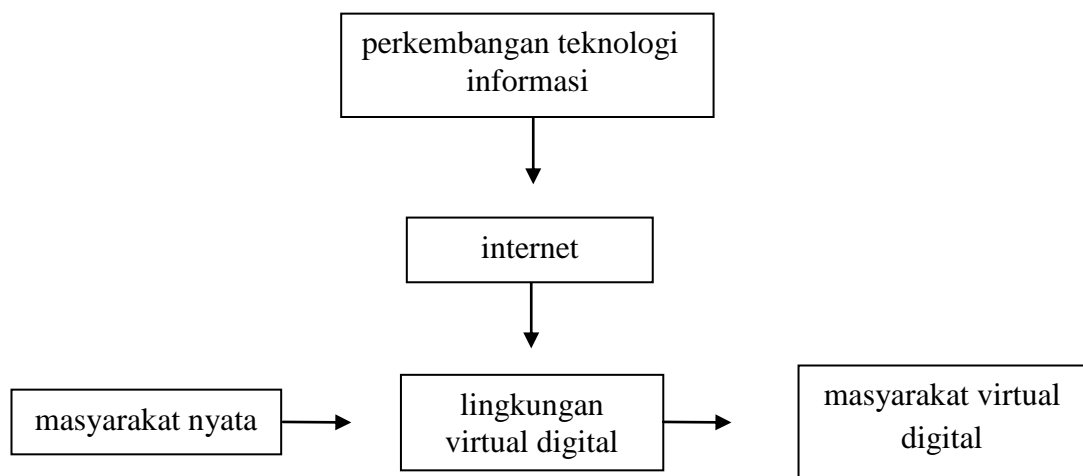 perkembangan teknologi
informasi
internet
masyarakat nyata
lingkungan
virtual digital
masyarakat virtual
digital